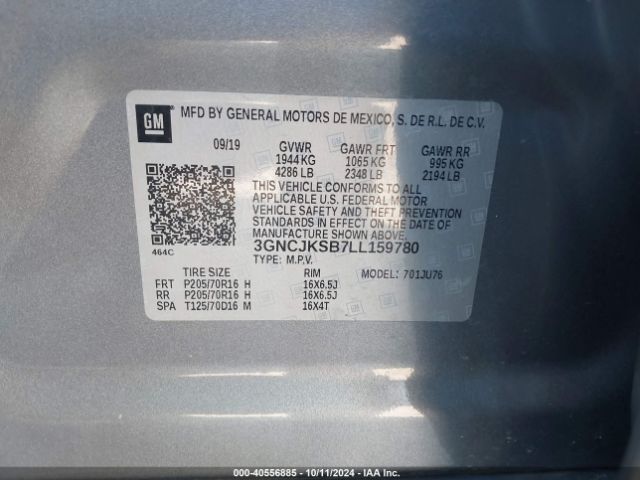 GM
MFD BY GENERAL MOTORS DE MEXICO, S. DE R.L. DE C.V.
09/19 GVWR GAWR FRT GAWR RR
1944 KG 1065 KG 995 KG
4286 LB 2348 LB 2194 LB
THIS VEHICLE CONFORMS TO ALL
APPLICABLE U.S. FEDERAL MOTOR
VEHICLE SAFETY AND THEFT PREVENTION
STANDARDS IN EFFECT ON THE DATE OF
MANUFACTURE SHOWN ABOVE.
3GNCJKSB7LL159780
464C TYPE: M.P.V.
TIRE SIZE RIM MODEL: 701JU76
FRT P205/70R16 H 16X6.5J
RR P205/70R16 H 16X6.5J
SPA T125/70D16 M 16X4T
000-40556885 - 10/11/2024 - IAA Inc.